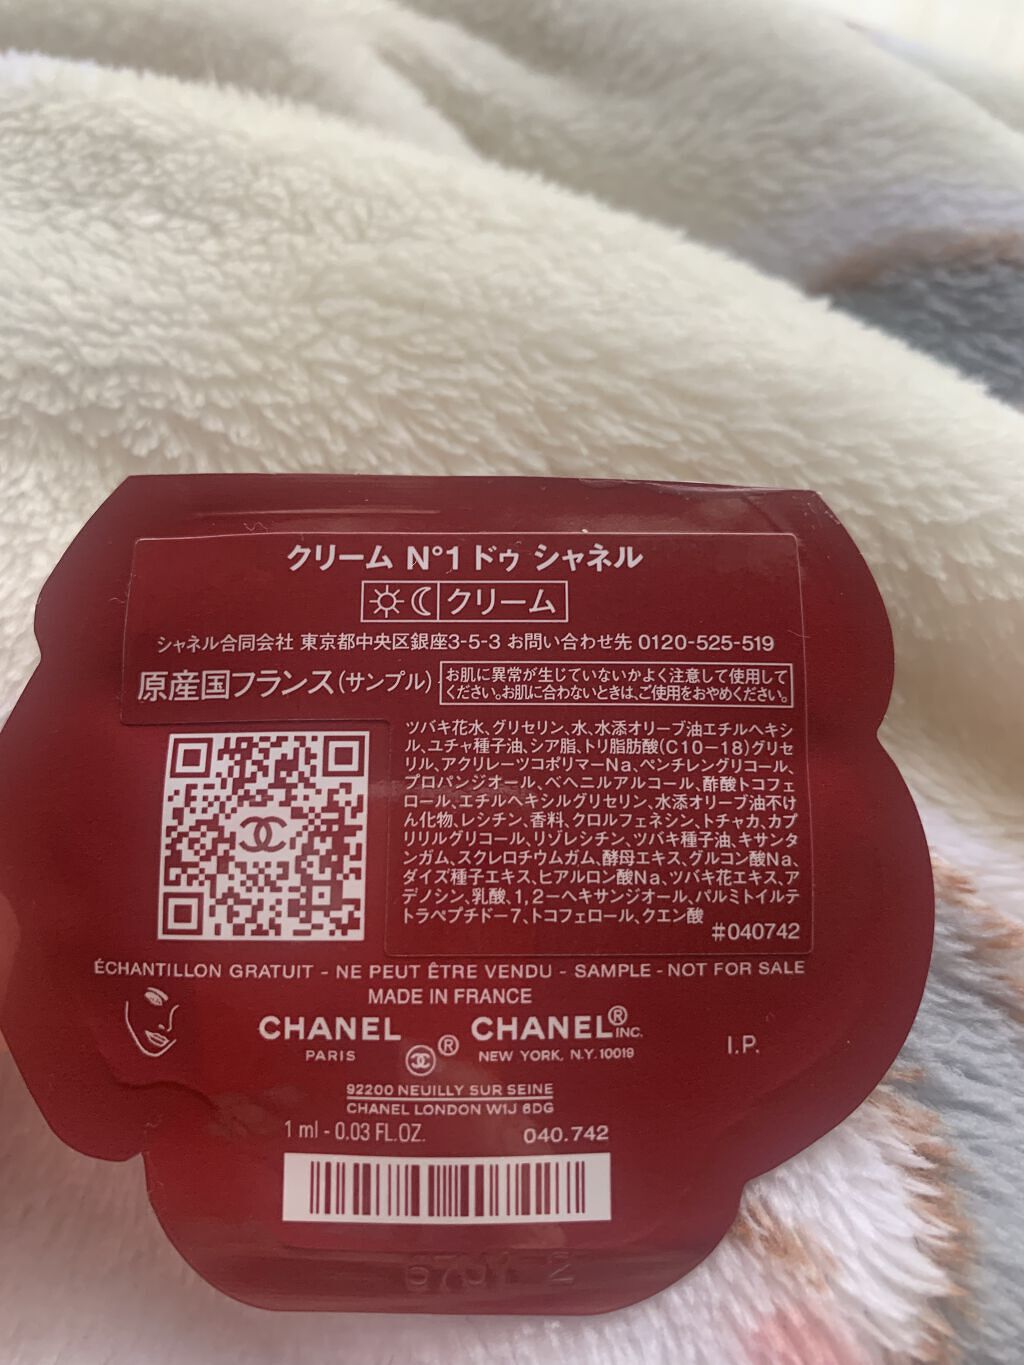 クリーム N°1 ドゥ シャネル
クリーム
シャネル合同会社 東京都中央区銀座3-5-3 お問い合わせ先 0120-525-519
原産国フランス(サンプル)
お肌に異常が生じていないかよく注意して使用して
ください。お肌に合わないときは、ご使用をおやめください。
ツバキ花水、グリセリン、水、水添オリーブ油エチルヘキシ
ル、ユチャ種子油、シア脂、トリ脂肪酸(C10-18)グリセ
リル、アクリレーツコポリマーNa、ペンチレングリコール、
プロパンジオール、ベヘニルアルコール、酢酸トコフェ
ロール、エチルヘキシルグリセリン、水添オリーブ油不け
ん化物、レシチン、香料、クロルフェネシン、トチャカ、カプ
リリルグリコール、リゾレシチン、ツバキ種子油、キサンタ
ンガム、スクレロチウムガム、酵母エキス、グルコン酸Na、
ダイズ種子エキス、ヒアルロン酸Na、ツバキ花エキス、ア
デノシン、乳酸、1,2-ヘキサンジオール、パルミトイルテ
トラペプチド-7、トコフェロール、クエン酸
#040742
ÉCHANTILLON GRATUIT - NE PEUT ÊTRE VENDU - SAMPLE - NOT FOR SALE
MADE IN FRANCE
CHANEL CHANEL® INC.
PARIS ® NEW YORK, N.Y. 10019
I.P.
92200 NEUILLY SUR SEINE
CHANEL LONDON W1J 6DG
1 ml - 0.03 FL.OZ. 040.742